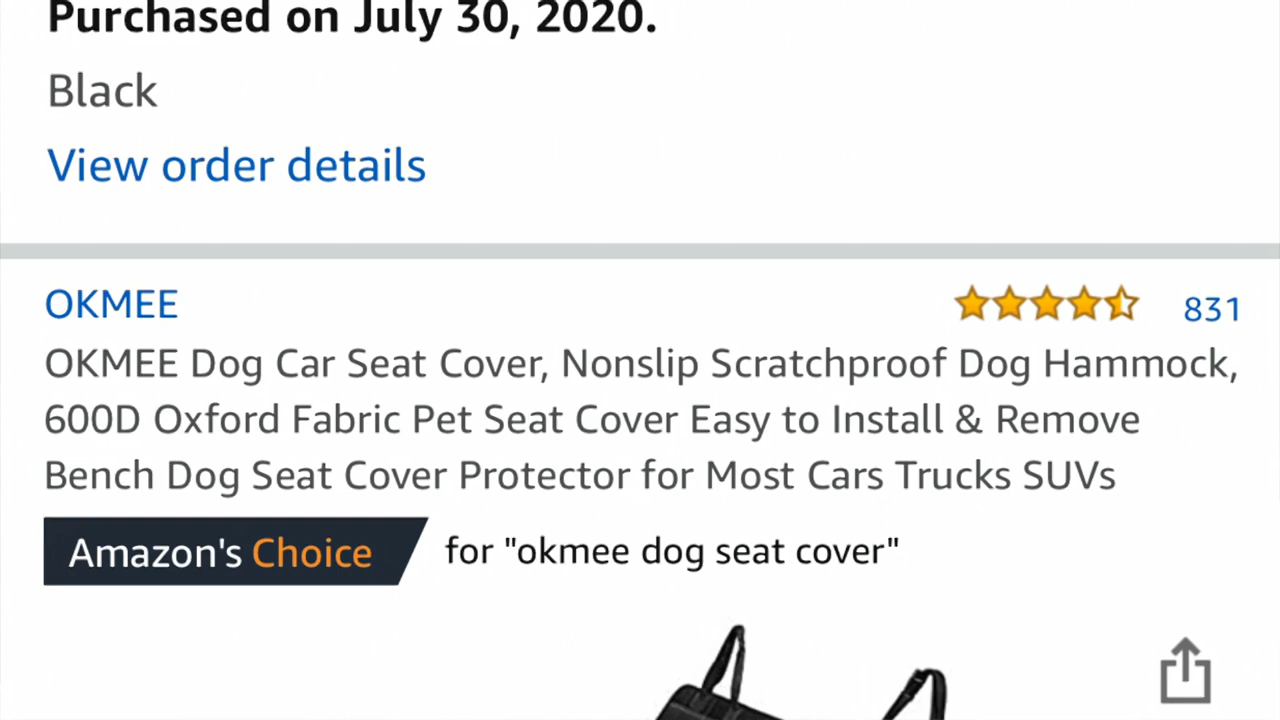 Purchased on July 30, 2020.
Black
View order details
OKMEE
831
OKMEE Dog Car Seat Cover, Nonslip Scratchproof Dog Hammock,
600D Oxford Fabric Pet Seat Cover Easy to Install & Remove
Bench Dog Seat Cover Protector for Most Cars Trucks SUVs
Amazon's Choice for "okmee dog seat cover"